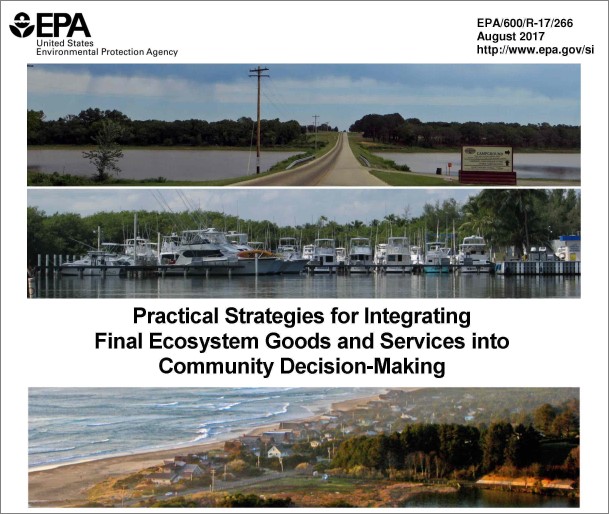 EPA
United States
Environmental Protection Agency
EPA/600/R-17/266
August 2017
http://www.epa.gov/si
Practical Strategies for Integrating
Final Ecosystem Goods and Services into
Community Decision-Making